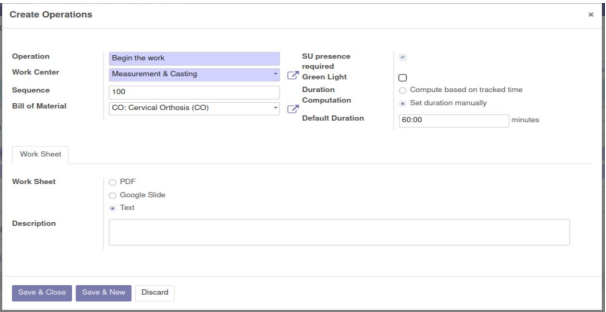 Create Operations ×
Operation Begin the work
Work Center Measurement & Casting
Sequence 100
Bill of Material CO: Cervical Orthosis (CO)
SU presence
required
Green Light
Duration
Computation
Compute based on tracked time
Set duration manually
Default Duration 60:00 minutes
Work Sheet
Work Sheet PDF
Google Slide
Text
Description
Save & Close Save & New Discard